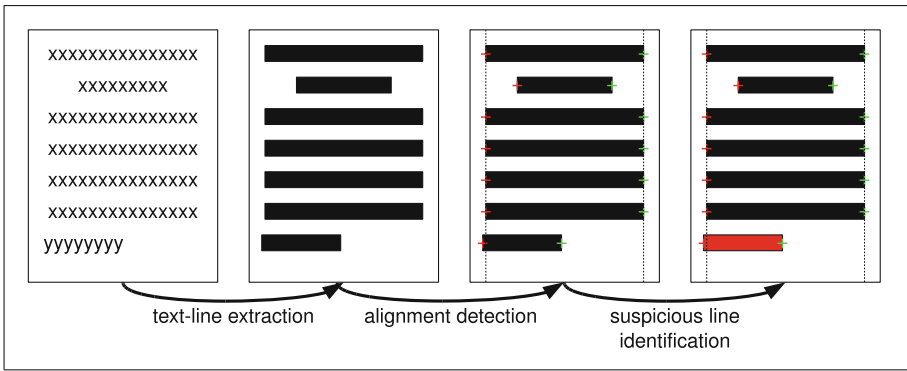 xxxxxxxxxxxxxxx
xxxxxxxxx
xxxxxxxxxxxxxxx
xxxxxxxxxxxxxxx
xxxxxxxxxxxxxxx
xxxxxxxxxxxxxxx
yyyyyyyy
text-line extraction
alignment detection
suspicious line
identification